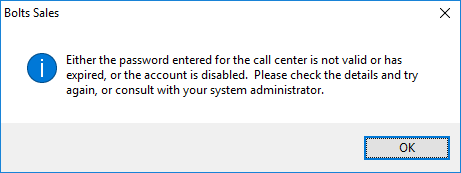 Bolts Sales
Either the password entered for the call center is not valid or has
expired, or the account is disabled.  Please check the details and try
again, or consult with your system administrator.
OK